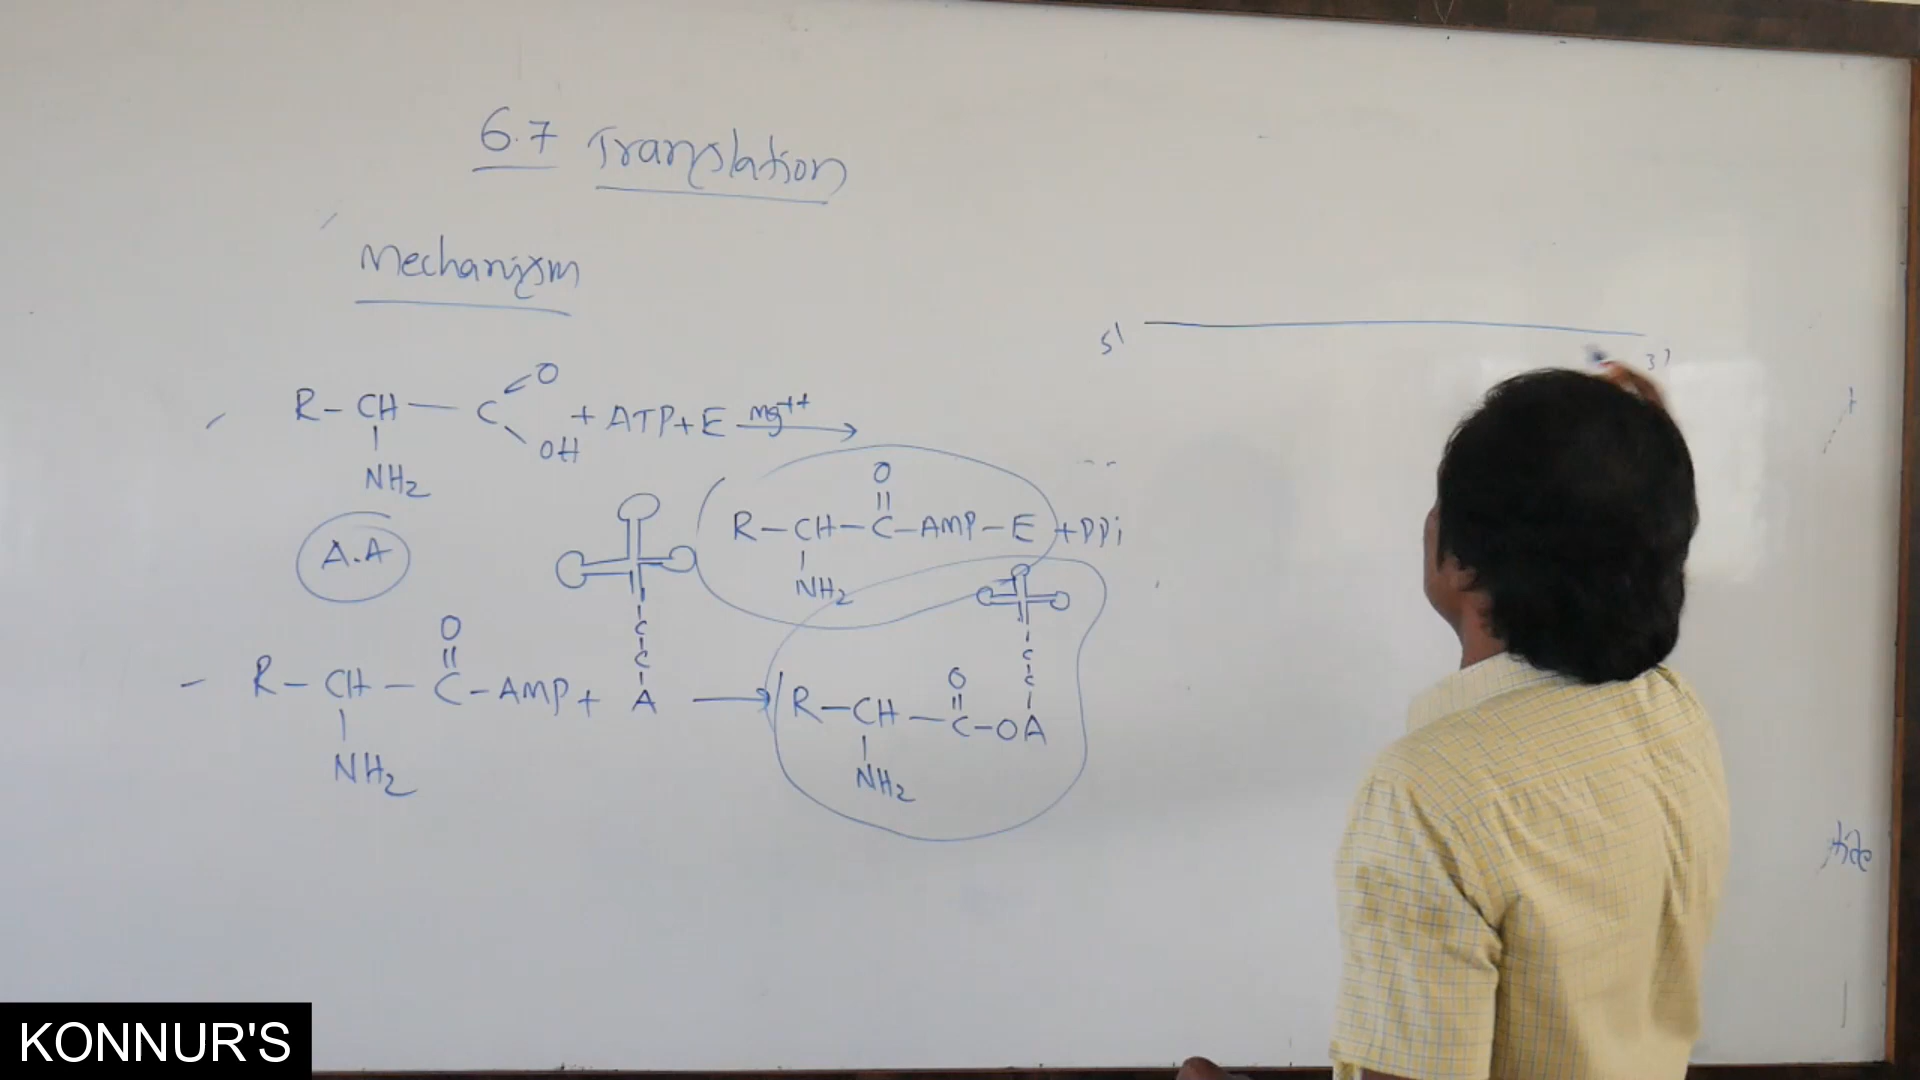 6.7 Translation
Mechanism
5' 3'
R-CH-C
O
OH
+ ATP+E Mg++ →
NH2
A.A
O
R-CH-C-AMP-E +PPi
NH2
O
C
C
R-CH-C-AMP+ A →
NH2
C
C
O
R-CH-C-OA
NH2
KONNUR'S